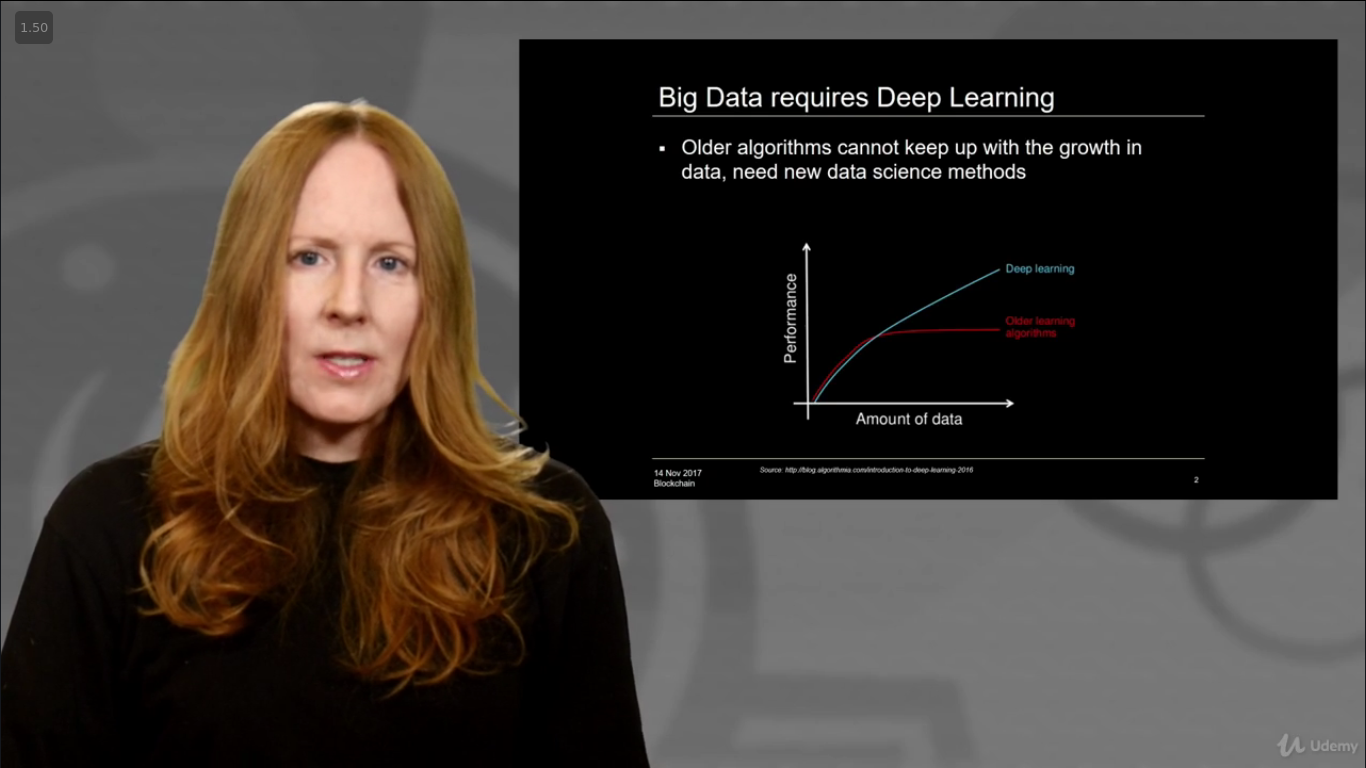 1.50
Big Data requires Deep Learning
▪ Older algorithms cannot keep up with the growth in
data, need new data science methods
Performance
Deep learning
Older learning
algorithms
Amount of data
14 Nov 2017
Blockchain
Source: http://blog.algorithmia.com/introduction-to-deep-learning-2016
2
Udemy